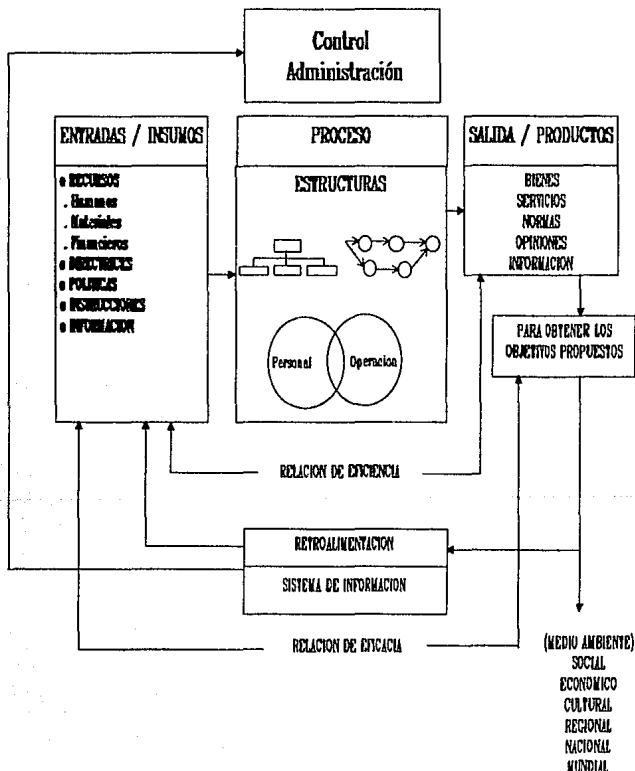 Control
Administración
ENTRADAS / INSUMOS
RECURSOS
. Humanos
. Materiales
. Financieros
DIRECTRICES
POLITICAS
INSTRUCCIONES
INFORMACION
PROCESO
ESTRUCTURAS
Personal
Operacion
SALIDA / PRODUCTOS
BIENES
SERVICIOS
NORMAS
OPINIONES
INFORMACION
PARA OBTENER LOS
OBJETIVOS PROPUESTOS
RELACION DE EFICIENCIA
RETROALIMENTACION
SISTEMA DE INFORMACION
RELACION DE EFICACIA
(MEDIO AMBIENTE)
SOCIAL
ECONOMICO
CULTURAL
REGIONAL
NACIONAL
MUNDIAL